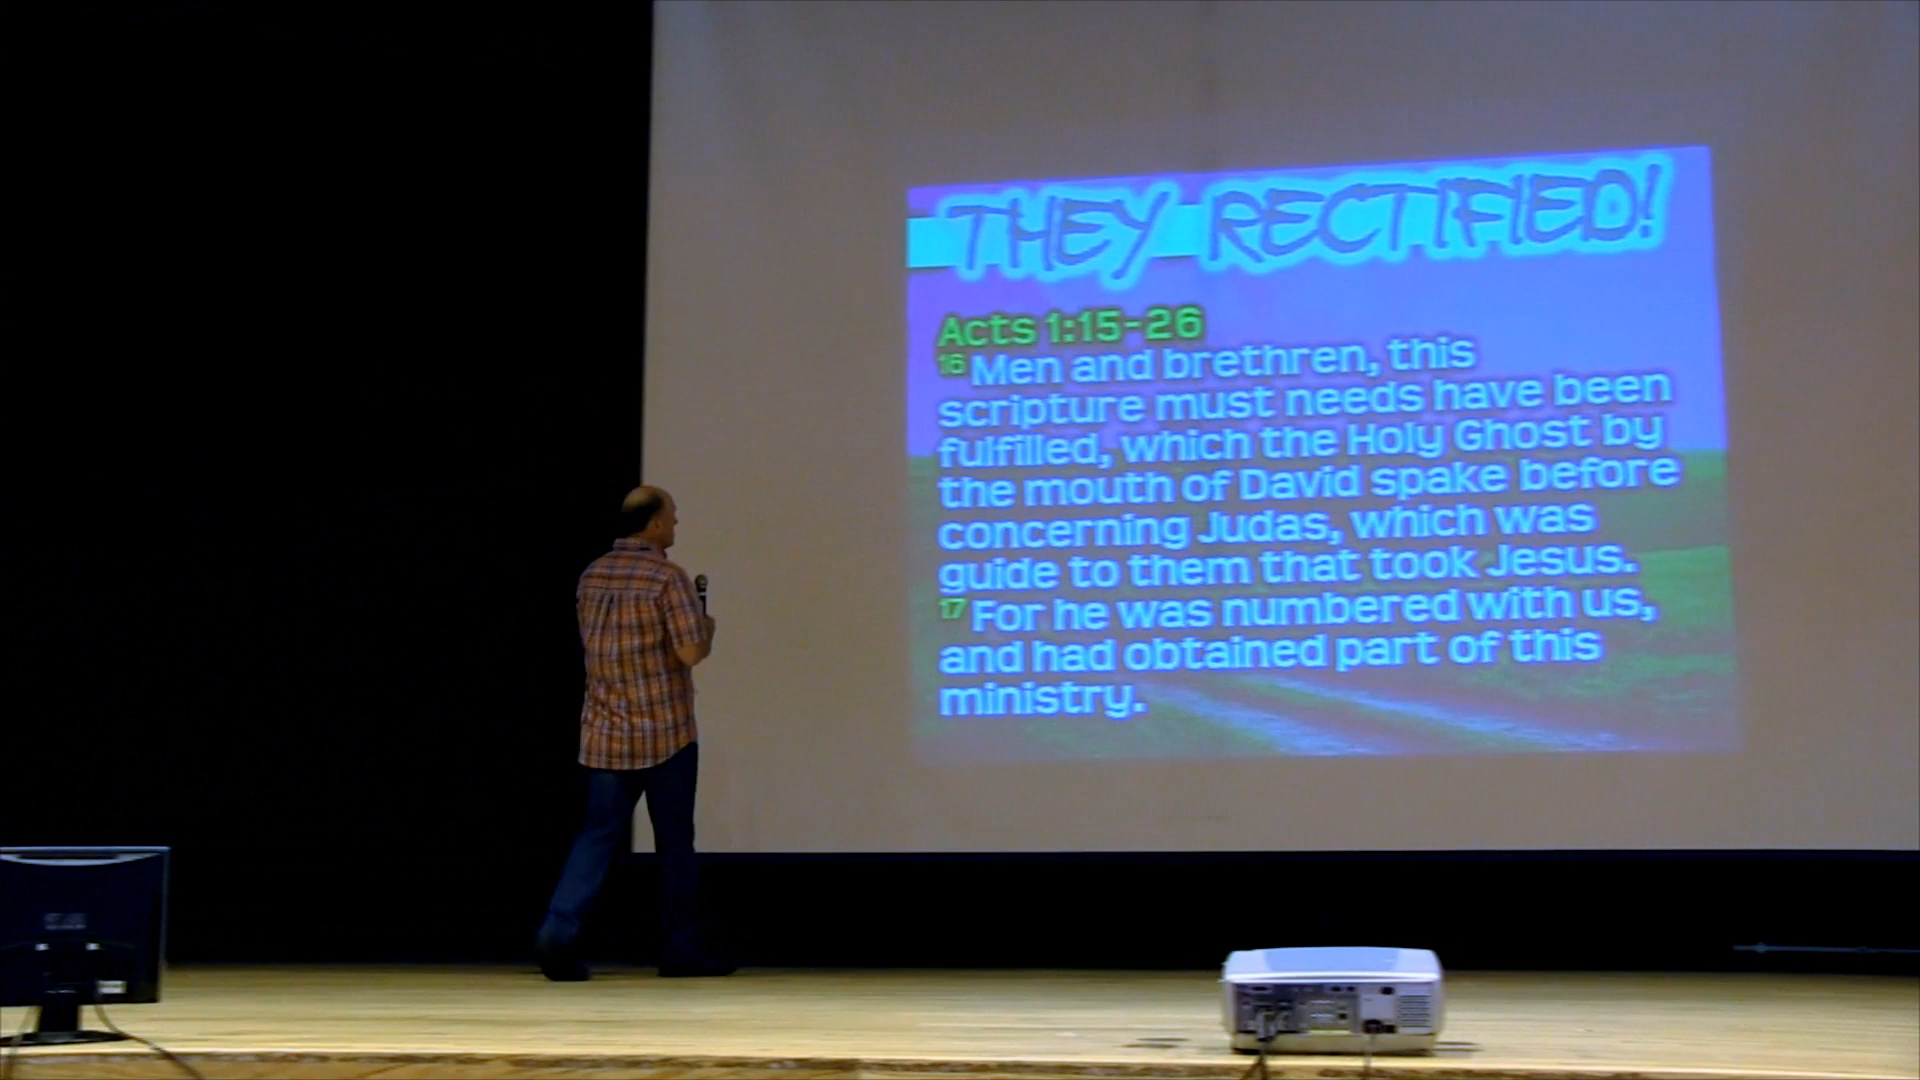 THEY RECTIFIED!
Acts 1:15-26
16 Men and brethren, this
scripture must needs have been
fulfilled, which the Holy Ghost by
the mouth of David spake before
concerning Judas, which was
guide to them that took Jesus.
17 For he was numbered with us,
and had obtained part of this
ministry.